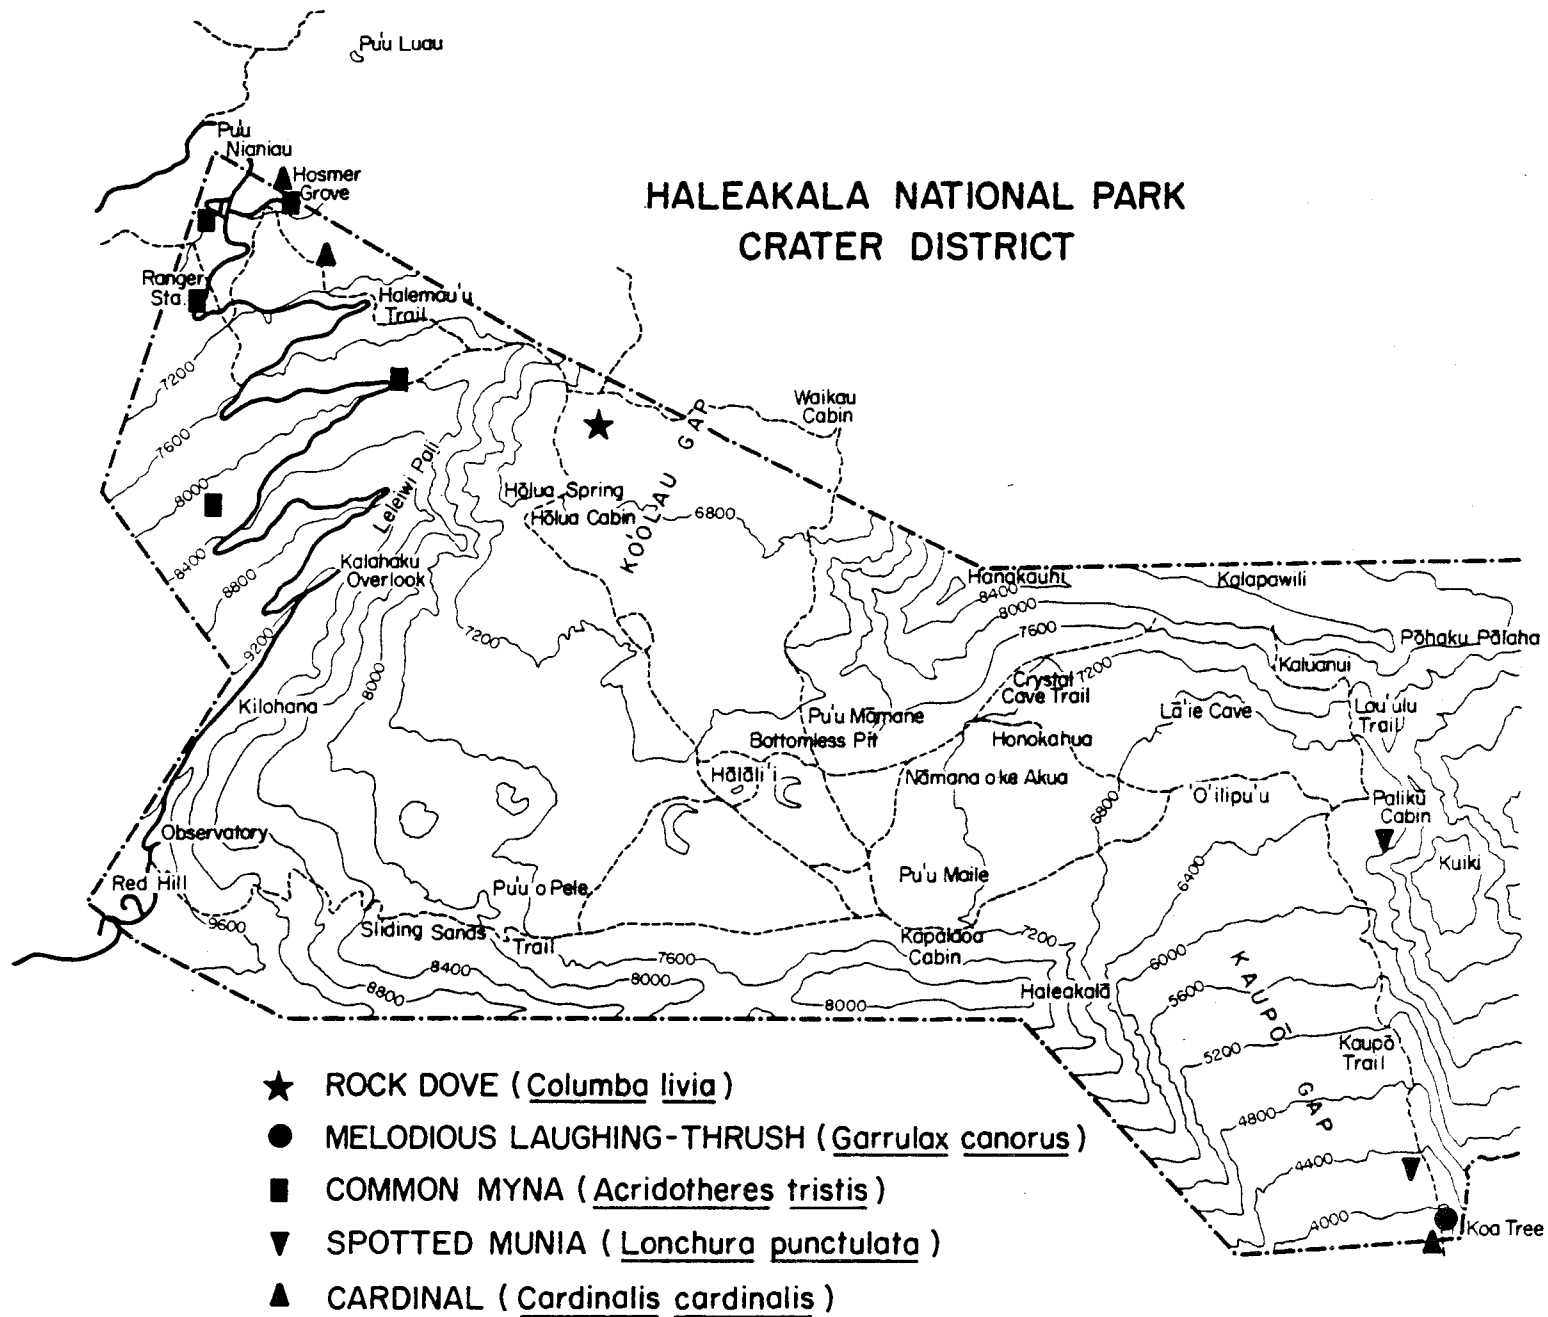 Pu'u Luau
Pu'u
Nianiau
Hosmer
Grove
HALEAKALA NATIONAL PARK
CRATER DISTRICT
Ranger
Sta.
Halemau'u
Trail
7200
Waikau
Cabin
7600
KO'OLAU GAP
Leleiwi Pali
8000
Hōlua Spring
Hōlua Cabin
6800
8400
Kalahaku
Overlook
8800
Hanakauhi
8400
Kalapawili
8000
7600
7200
9200
Pōhaku Pālaha
Kaluanui
7200
8000
Crystal
Cave Trail
Kilohana
Lā'ie Cave
Lau'ulu
Trail
Pu'u Māmane
Bottomless Pit
Honokahua
Hālāli'i
Nāmana o ke Akua
'O'ilipu'u
6800
Palikū
Cabin
Observatory
Kuiki
6400
Red Hill
Pu'u o Pele
Pu'u Maile
9600
Sliding Sands
Trail
Kapalaoa
Cabin
7200
6000
7600
8400
8000
8800
8000
Haleakalā
5600
KAUPŌ
GAP
5200
Kaupō
Trail
4800
4400
4000
Koa Tree
ROCK DOVE (Columba livia)
MELODIOUS LAUGHING-THRUSH (Garrulax canorus)
COMMON MYNA (Acridotheres tristis)
SPOTTED MUNIA (Lonchura punctulata)
CARDINAL (Cardinalis cardinalis)